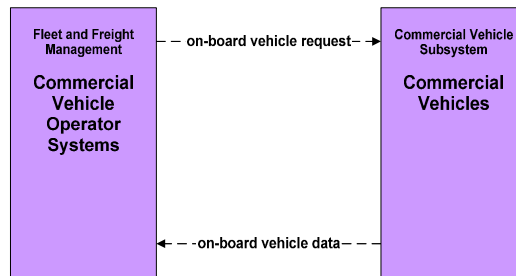 Fleet and Freight
Management
Commercial
Vehicle
Operator
Systems
on-board vehicle request
Commercial Vehicle
Subsystem
Commercial
Vehicles
on-board vehicle data